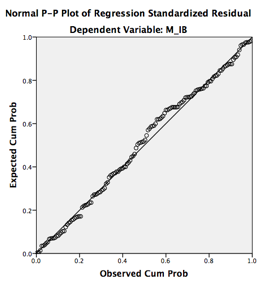 Normal P-P Plot of Regression Standardized Residual
Dependent Variable: M_IB
Expected Cum Prob
1.0
0.8
0.6
0.4
0.2
0.0
0.0 0.2 0.4 0.6 0.8 1.0
Observed Cum Prob